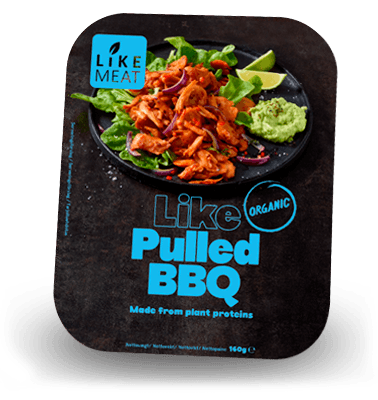 LIKE
MEAT
Like
ORGANIC
Pulled
BBQ
Made from plant proteins
160g ℮